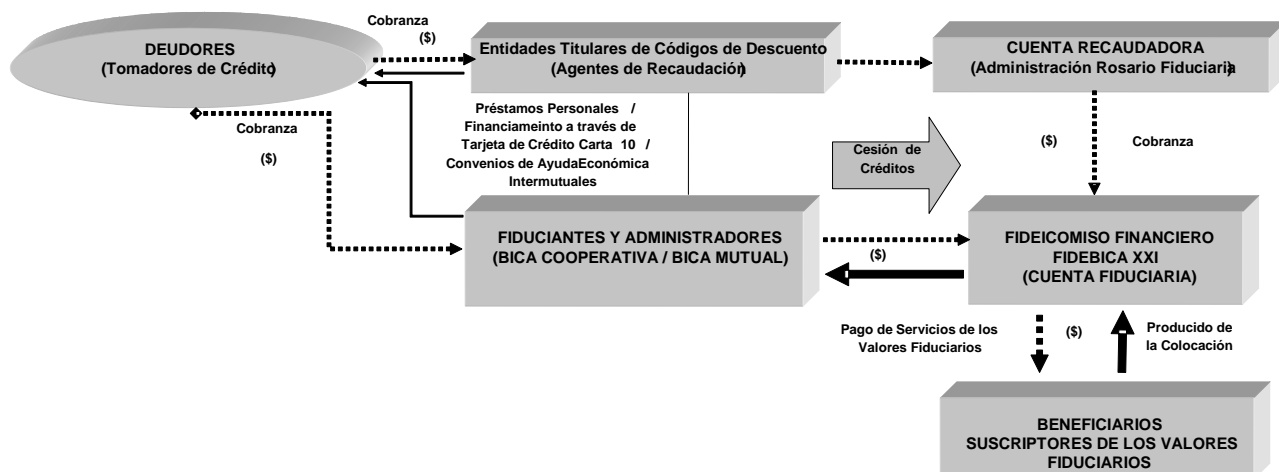 Cobranza
($)
DEUDORES
(Tomadores de Crédito)
Entidades Titulares de Códigos de Descuento
(Agentes de Recaudación)
CUENTA RECAUDADORA
(Administración Rosario Fiduciaria)
Cobranza
($)
Préstamos Personales /
Financiameinto a través de
Tarjeta de Crédito Carta 10 /
Convenios de AyudaEconómica
Intermutuales
Cesión de
Créditos
($)
Cobranza
FIDUCIANTES Y ADMINISTRADORES
(BICA COOPERATIVA / BICA MUTUAL)
($)
FIDEICOMISO FINANCIERO
FIDEBICA XXI
(CUENTA FIDUCIARIA)
Pago de Servicios de los
Valores Fiduciarios
($)
Producido de
la Colocación
BENEFICIARIOS
SUSCRIPTORES DE LOS VALORES
FIDUCIARIOS